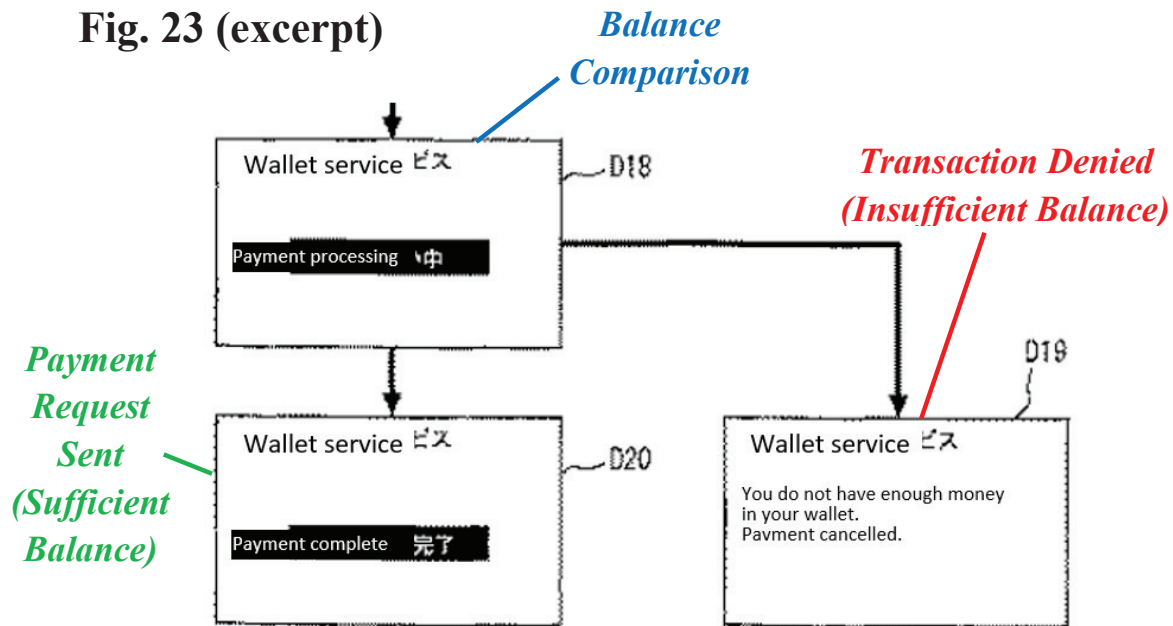 Fig. 23 (excerpt)
Balance
Comparison
Wallet service ビス
D18
Transaction Denied
(Insufficient Balance)
Payment processing 中
D19
Payment
Request
Sent
(Sufficient
Balance)
Wallet service ビス
D20
Payment complete 完了
Wallet service ビス
You do not have enough money
in your wallet.
Payment cancelled.